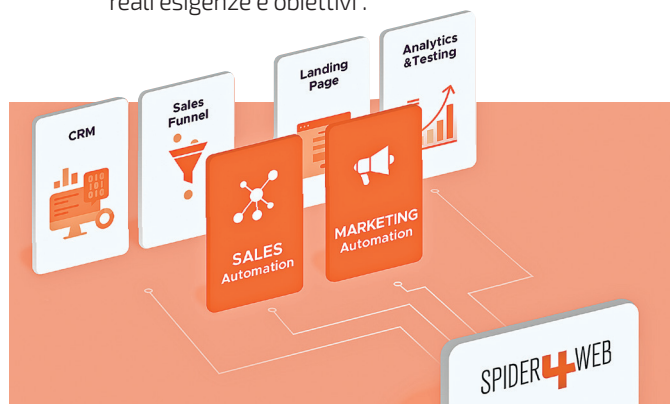 reali esigenze e obiettivi".
CRM
Sales
Funnel
Landing
Page
Analytics
&Testing
SALES
Automation
MARKETING
Automation
SPIDER4WEB